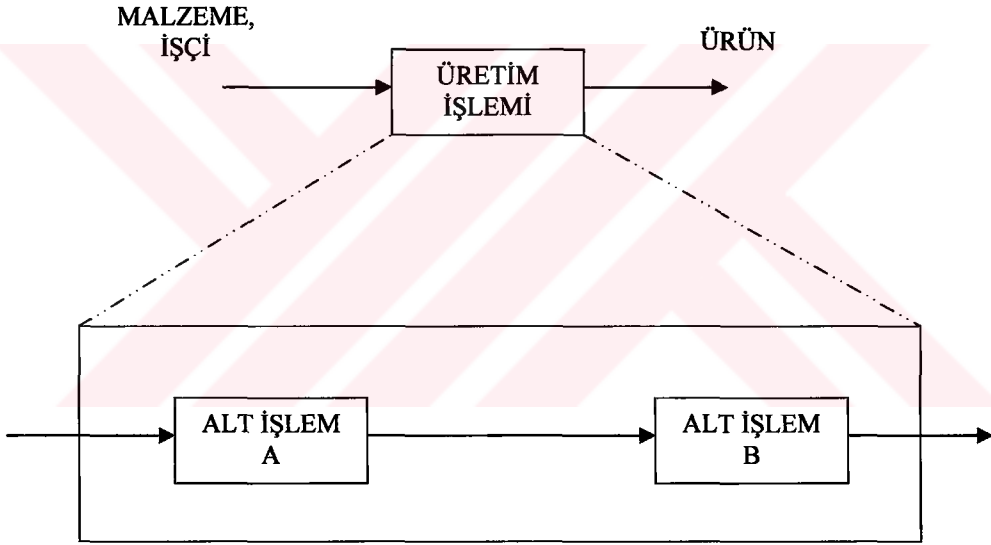 MALZEME,
İŞÇİ
ÜRETİM
İŞLEMİ
ÜRÜN
ALT İŞLEM
A
ALT İŞLEM
B